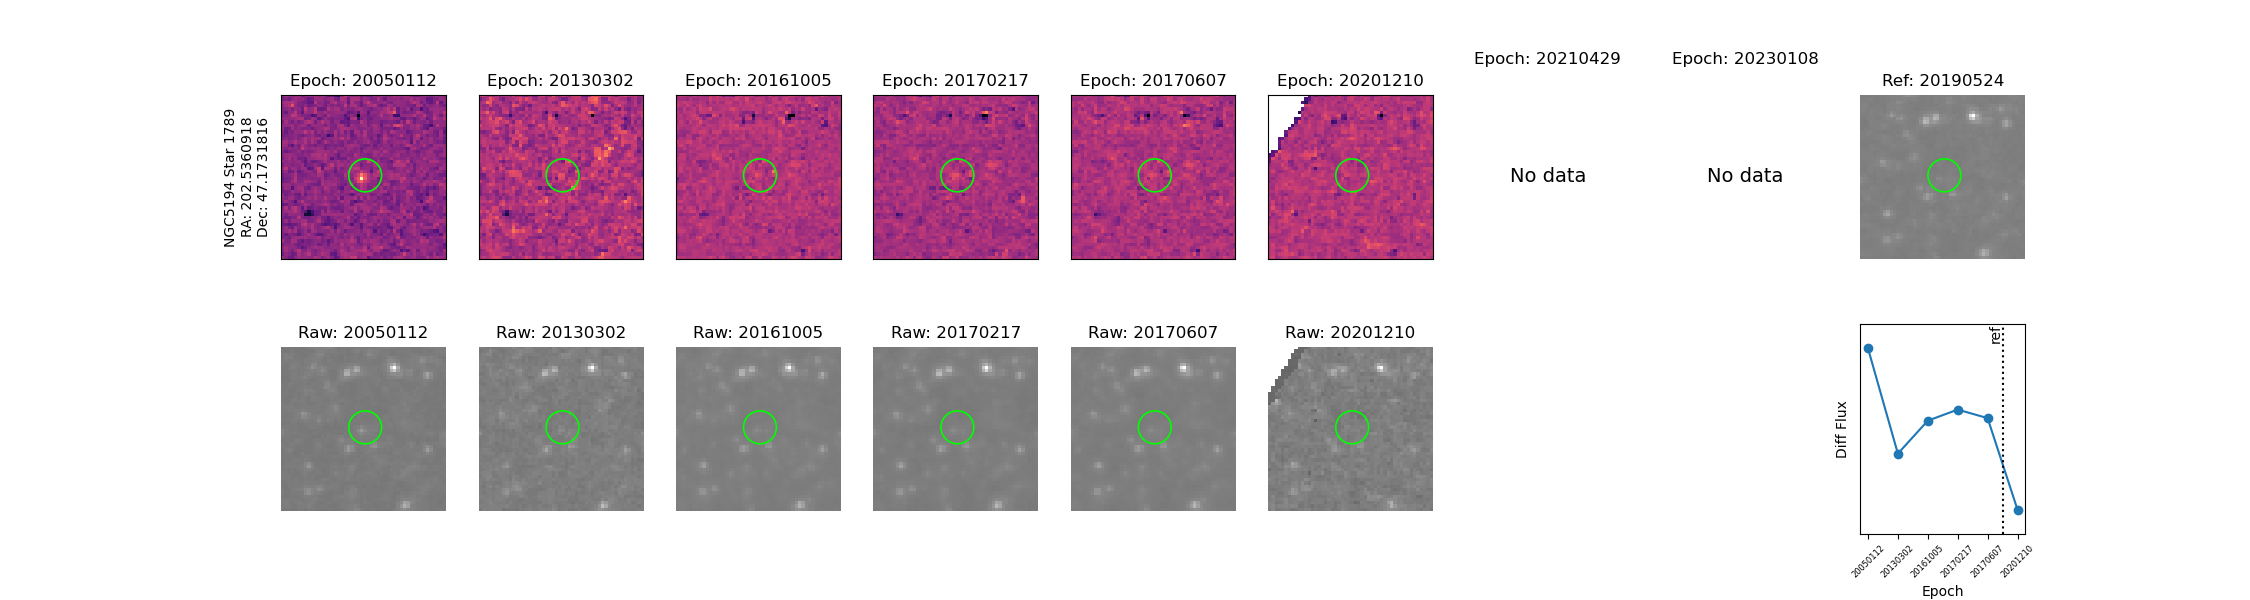 NGC5194 Star 1789
RA: 202.5360918
Dec: 47.1731816
Epoch: 20050112
Epoch: 20130302
Epoch: 20161005
Epoch: 20170217
Epoch: 20170607
Epoch: 20201210
Epoch: 20210429
Epoch: 20230108
Ref: 20190524
No data
No data
Raw: 20050112
Raw: 20130302
Raw: 20161005
Raw: 20170217
Raw: 20170607
Raw: 20201210
ref
Diff Flux
20050112
20130302
20161005
20170217
20170607
20201210
Epoch